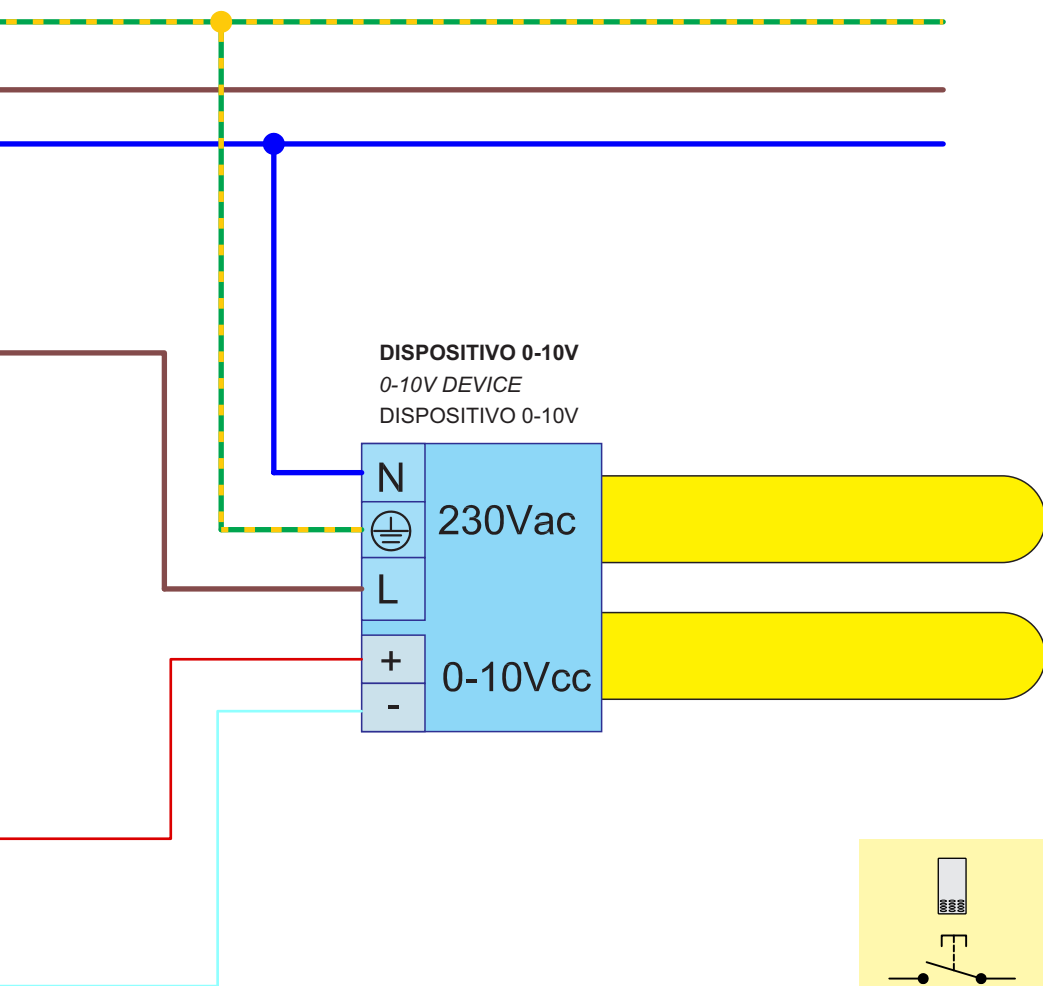 DISPOSITIVO 0-10V
0-10V DEVICE
DISPOSITIVO 0-10V
N
230Vac
L
+
0-10Vcc
-